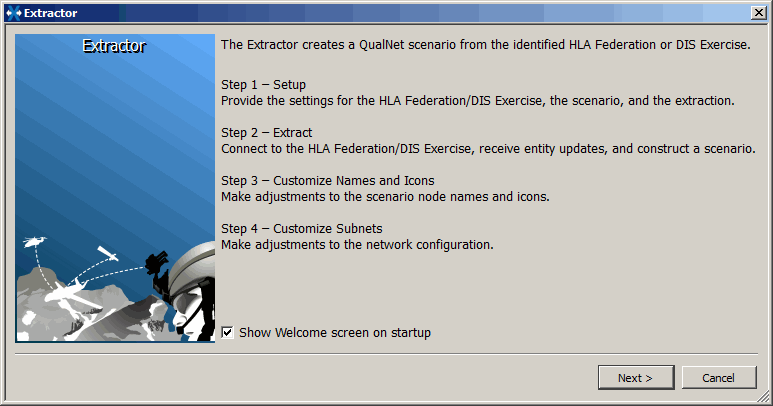 Extractor
Extractor
The Extractor creates a QualNet scenario from the identified HLA Federation or DIS Exercise.
Step 1 – Setup
Provide the settings for the HLA Federation/DIS Exercise, the scenario, and the extraction.
Step 2 – Extract
Connect to the HLA Federation/DIS Exercise, receive entity updates, and construct a scenario.
Step 3 – Customize Names and Icons
Make adjustments to the scenario node names and icons.
Step 4 – Customize Subnets
Make adjustments to the network configuration.
Show Welcome screen on startup
Next >
Cancel